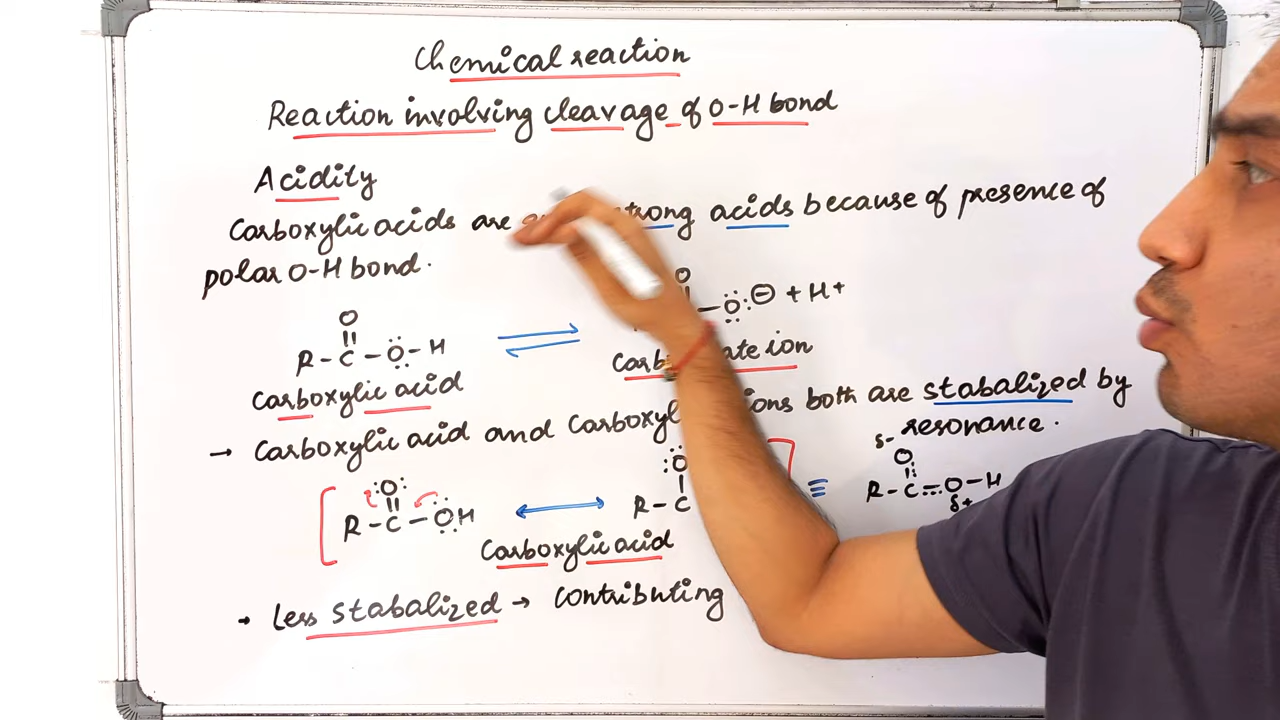 Chemical reaction
Reaction involving cleavage of O-H bond
Acidity
Carboxylic acids are acids because of presence of
polar O-H bond.
O
R-C-O-H
O
-O⊖ + H+
Carboxylic acid
ion
→ Carboxylic acid and ions both are stabalized by
resonance.
[ :O:
R-C-OH
↔
:O
R-C
]
≡
δ-
O
R-C=O-H
δ+
Carboxylic acid
→ Less stabalized → contributing